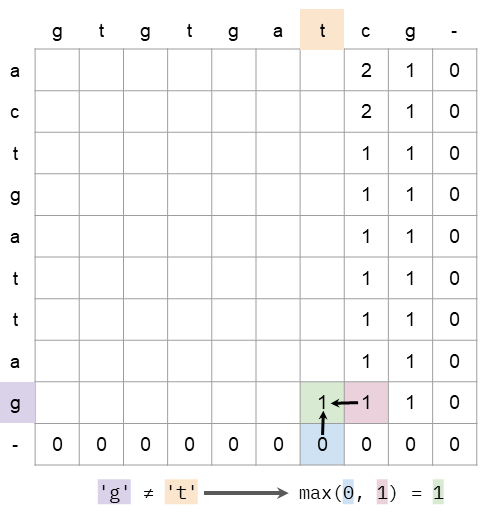 g t g t g a t c g -
a 2 1 0
c 2 1 0
t 1 1 0
g 1 1 0
a 1 1 0
t 1 1 0
t 1 1 0
a 1 1 0
g 1 1 1 0
- 0 0 0 0 0 0 0 0 0 0
'g' ≠ 't' max(0, 1) = 1